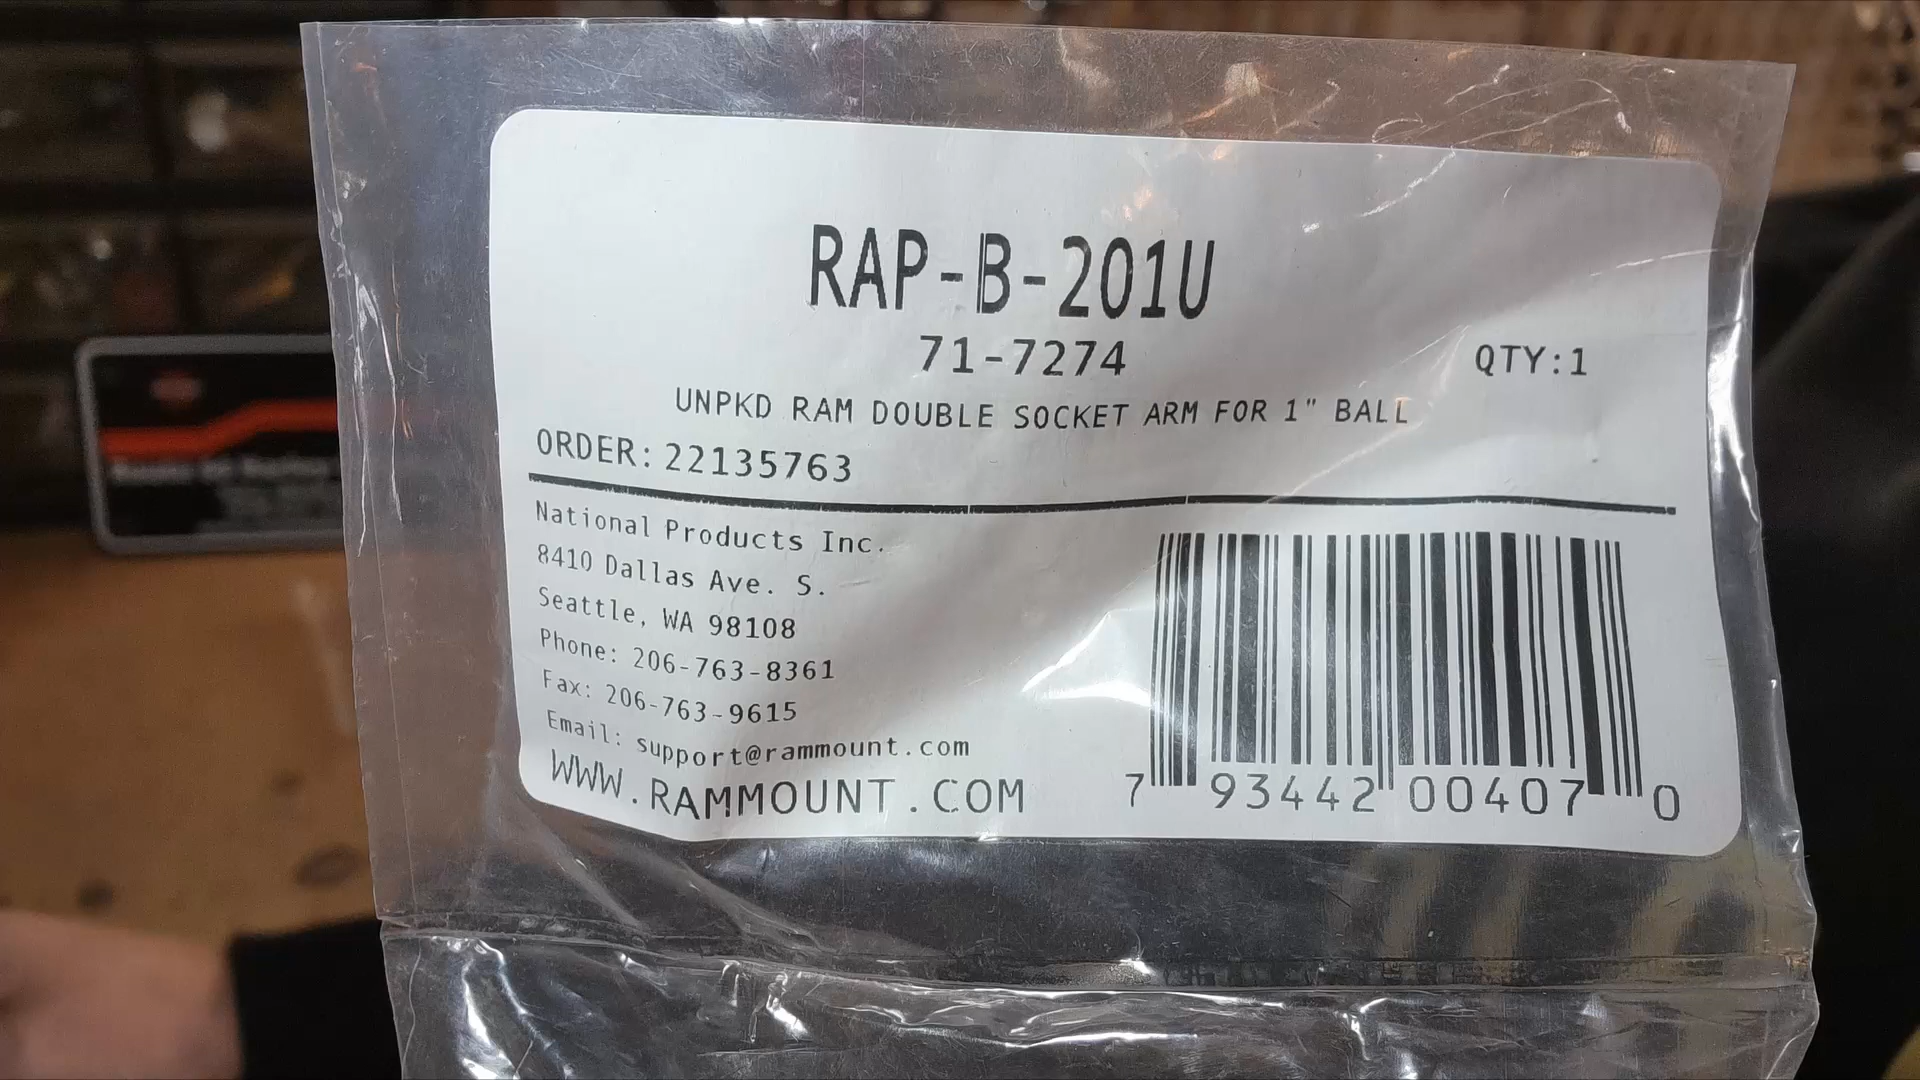 RAP-B-201U
71-7274
QTY:1
UNPKD RAM DOUBLE SOCKET ARM FOR 1" BALL
ORDER: 22135763
National Products Inc.
8410 Dallas Ave. S.
Seattle, WA 98108
Phone: 206-763-8361
Fax: 206-763-9615
Email: support@rammount.com
WWW.RAMMOUNT.COM
7 93442 00407 0